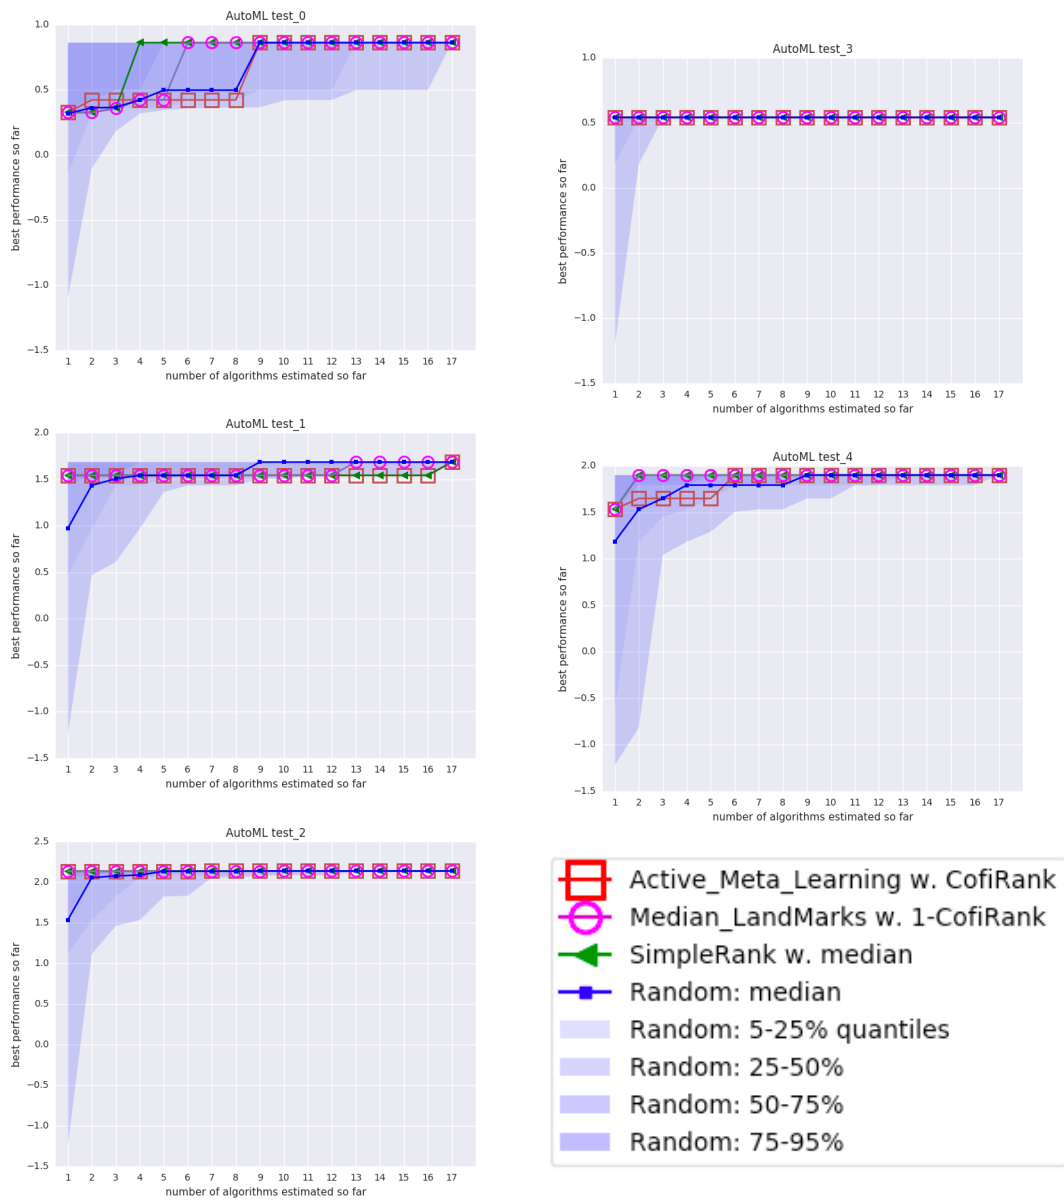 AutoML test_0
1.0
0.5
0.0
−0.5
−1.0
−1.5
best performance so far
1 2 3 4 5 6 7 8 9 10 11 12 13 14 15 16 17
number of algorithms estimated so far
AutoML test_3
1.0
0.5
0.0
−0.5
−1.0
−1.5
best performance so far
1 2 3 4 5 6 7 8 9 10 11 12 13 14 15 16 17
number of algorithms estimated so far
AutoML test_1
2.0
1.5
1.0
0.5
0.0
−0.5
−1.0
−1.5
best performance so far
1 2 3 4 5 6 7 8 9 10 11 12 13 14 15 16 17
number of algorithms estimated so far
AutoML test_4
2.0
1.5
1.0
0.5
0.0
−0.5
−1.0
−1.5
best performance so far
1 2 3 4 5 6 7 8 9 10 11 12 13 14 15 16 17
number of algorithms estimated so far
AutoML test_2
2.5
2.0
1.5
1.0
0.5
0.0
−0.5
−1.0
−1.5
best performance so far
1 2 3 4 5 6 7 8 9 10 11 12 13 14 15 16 17
number of algorithms estimated so far
Active_Meta_Learning w. CofiRank
Median_LandMarks w. 1-CofiRank
SimpleRank w. median
Random: median
Random: 5-25% quantiles
Random: 25-50%
Random: 50-75%
Random: 75-95%